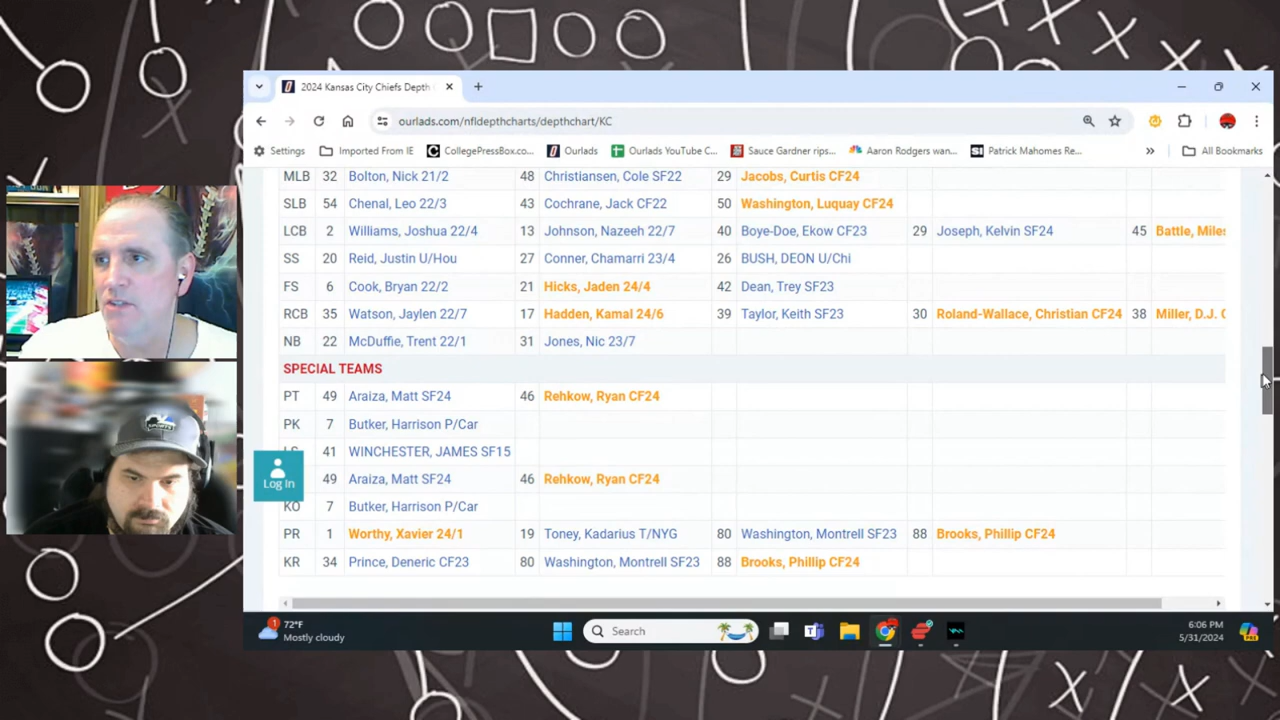 2024 Kansas City Chiefs Depth
ourlads.com/nfldepthcharts/depthchart/KC
Settings Imported From IE CollegePressBox.co... Ourlads Ourlads YouTube C... Sauce Gardner rips... Aaron Rodgers wan... SI Patrick Mahomes Re... » All Bookmarks
MLB 32 Bolton, Nick 21/2 48 Christiansen, Cole SF22 29 Jacobs, Curtis CF24
SLB 54 Chenal, Leo 22/3 43 Cochrane, Jack CF22 50 Washington, Luquay CF24
LCB 2 Williams, Joshua 22/4 13 Johnson, Nazeeh 22/7 40 Boye-Doe, Ekow CF23 29 Joseph, Kelvin SF24 45 Battle, Miles
SS 20 Reid, Justin U/Hou 27 Conner, Chamarri 23/4 26 BUSH, DEON U/Chi
FS 6 Cook, Bryan 22/2 21 Hicks, Jaden 24/4 42 Dean, Trey SF23
RCB 35 Watson, Jaylen 22/7 17 Hadden, Kamal 24/6 39 Taylor, Keith SF23 30 Roland-Wallace, Christian CF24 38 Miller, D.J.
NB 22 McDuffie, Trent 22/1 31 Jones, Nic 23/7
SPECIAL TEAMS
PT 49 Araiza, Matt SF24 46 Rehkow, Ryan CF24
PK 7 Butker, Harrison P/Car
LS 41 WINCHESTER, JAMES SF15
49 Araiza, Matt SF24 46 Rehkow, Ryan CF24
Log In
KO 7 Butker, Harrison P/Car
PR 1 Worthy, Xavier 24/1 19 Toney, Kadarius T/NYG 80 Washington, Montrell SF23 88 Brooks, Phillip CF24
KR 34 Prince, Deneric CF23 80 Washington, Montrell SF23 88 Brooks, Phillip CF24
1 72°F
Mostly cloudy
Search
6:06 PM
5/31/2024
SPORTS